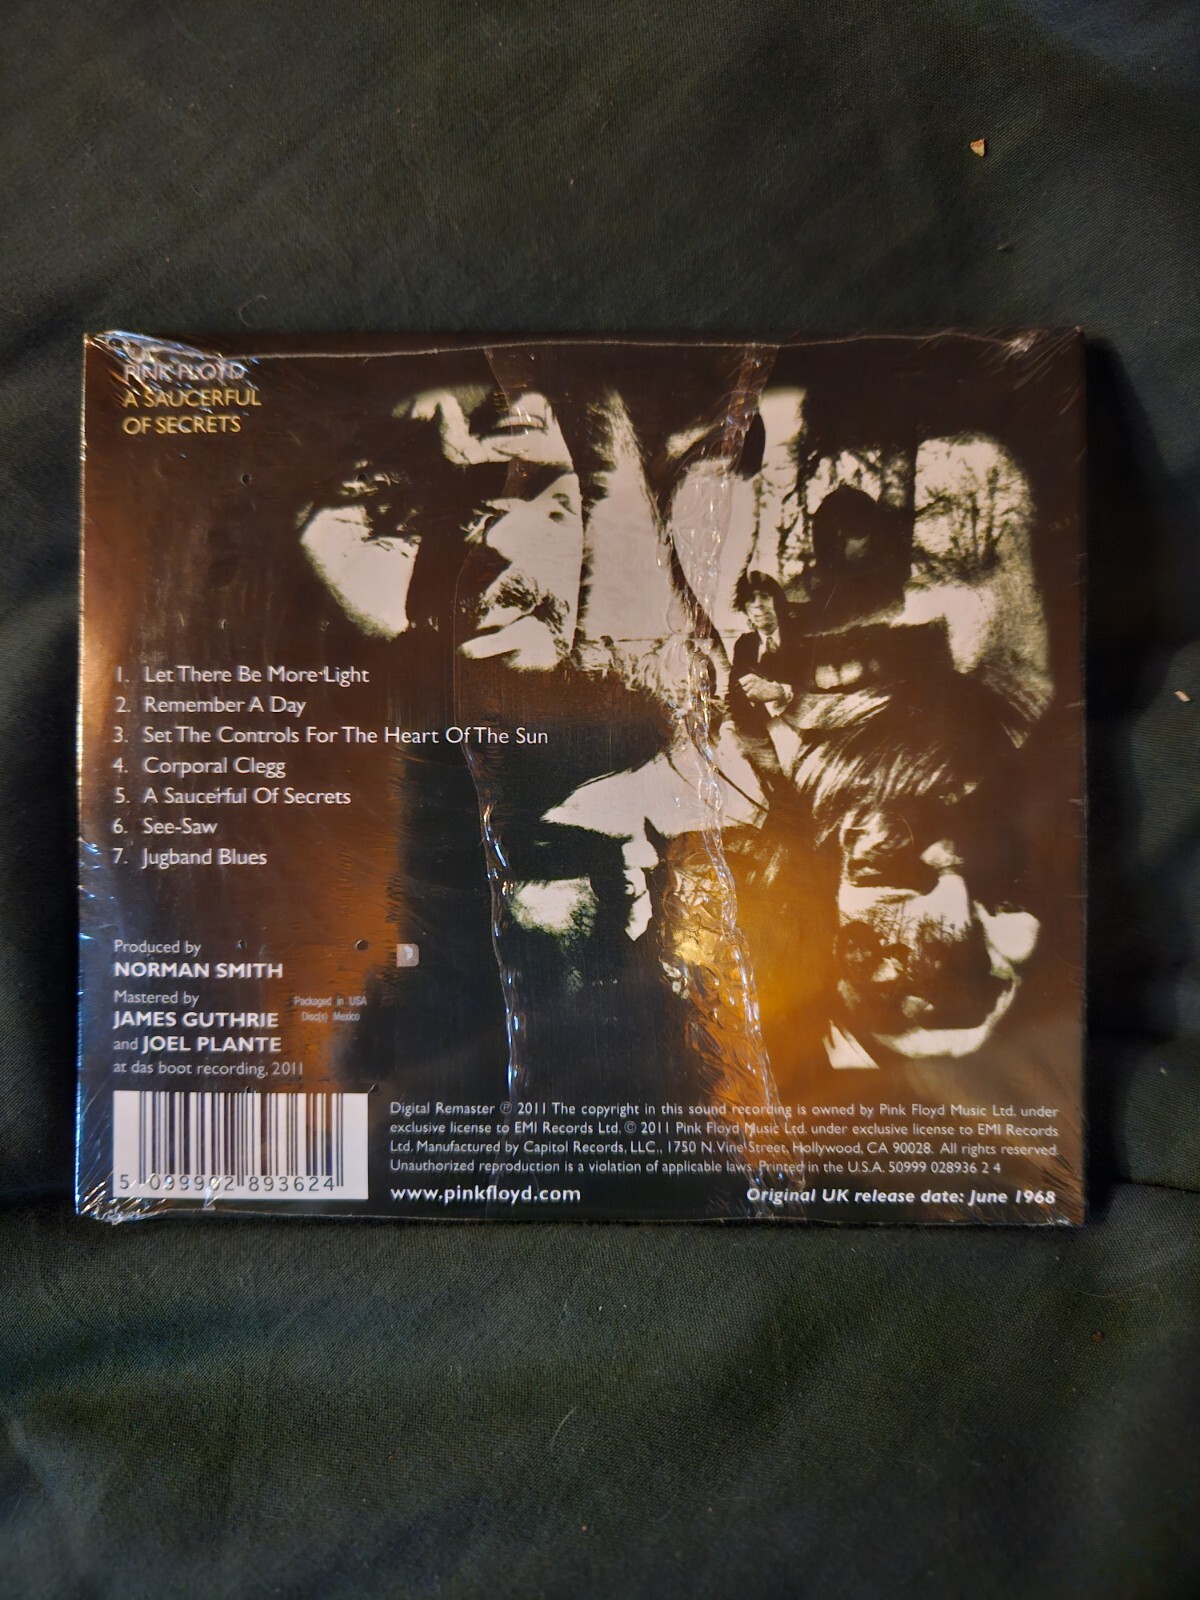 PINK FLOYD
A SAUCERFUL
OF SECRETS
1. Let There Be More Light
2. Remember A Day
3. Set The Controls For The Heart Of The Sun
4. Corporal Clegg
5. A Saucerful Of Secrets
6. See-Saw
7. Jugband Blues
Produced by
NORMAN SMITH
Mastered by
JAMES GUTHRIE
and JOEL PLANTE
at das boot recording, 2011
Packaged in USA
Disc(s) Mexico
5 099902 893624
Digital Remaster ℗ 2011 The copyright in this sound recording is owned by Pink Floyd Music Ltd. under
exclusive license to EMI Records Ltd. © 2011 Pink Floyd Music Ltd. under exclusive license to EMI Records
Ltd. Manufactured by Capitol Records, LLC., 1750 N. Vine Street, Hollywood, CA 90028. All rights reserved.
Unauthorized reproduction is a violation of applicable laws. Printed in the U.S.A. 50999 028936 2 4
www.pinkfloyd.com
Original UK release date: June 1968